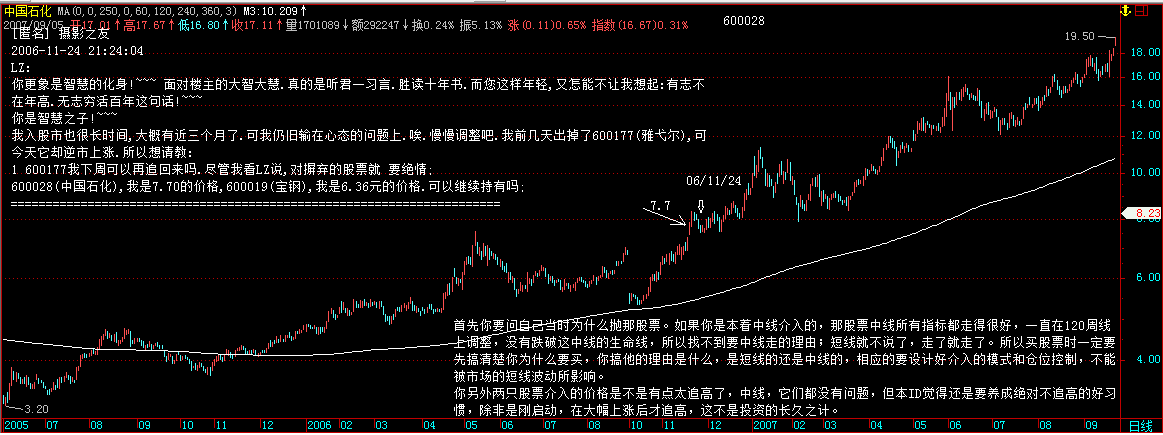 中国石化 MA(0,0,250,0,60,120,240,360,3) M3:10.209↑
2007/09/05 开17.01↑高17.67↑低16.80↑收17.11↑量1701089↓额292247↓换0.24% 振5.13% 涨(0.11)0.65% 指数(16.67)0.31%
600028
19.50
[匿名] 摄影之友
2006-11-24 21:24:04
LZ:
你更象是智慧的化身!~~~ 面对楼主的大智大慧.真的是听君一习言.胜读十年书.而您这样年轻,又怎能不让我想起:有志不
在年高.无志穷活百年这句话!~~~
你是智慧之子!~~~
我入股市也很长时间,大概有近三个月了.可我仍旧输在心态的问题上.唉.慢慢调整吧.我前几天出掉了600177(雅戈尔),可
今天它却逆市上涨.所以想请教:
1 600177我下周可以再追回来吗.尽管我看LZ说,对摒弃的股票就 要绝情;
600028(中国石化),我是7.70的价格,600019(宝钢),我是6.36元的价格.可以继续持有吗;
======================================================================
06/11/24
7.7
18.00
16.00
14.00
12.00
10.00
8.23
6.00
4.00
首先你要问自己当时为什么抛那股票。如果你是本着中线介入的，那股票中线所有指标都走得很好，一直在120周线
上调整，没有跌破这中线的生命线，所以找不到要中线走的理由；短线就不说了，走了就走了。所以买股票时一定要
先搞清楚你为什么要买，你搞他的理由是什么，是短线的还是中线的，相应的要设计好介入的模式和仓位控制，不能
被市场的短线波动所影响。
你另外两只股票介入的价格是不是有点太追高了，中线，它们都没有问题，但本ID觉得还是要养成绝对不追高的好习
惯，除非是刚启动，在大幅上涨后才追高，这不是投资的长久之计。
3.20
2005 07 08 09 10 11 12 2006 02 03 04 05 06 07 08 10 11 12 2007 02 03 04 05 06 07 08 09 日线